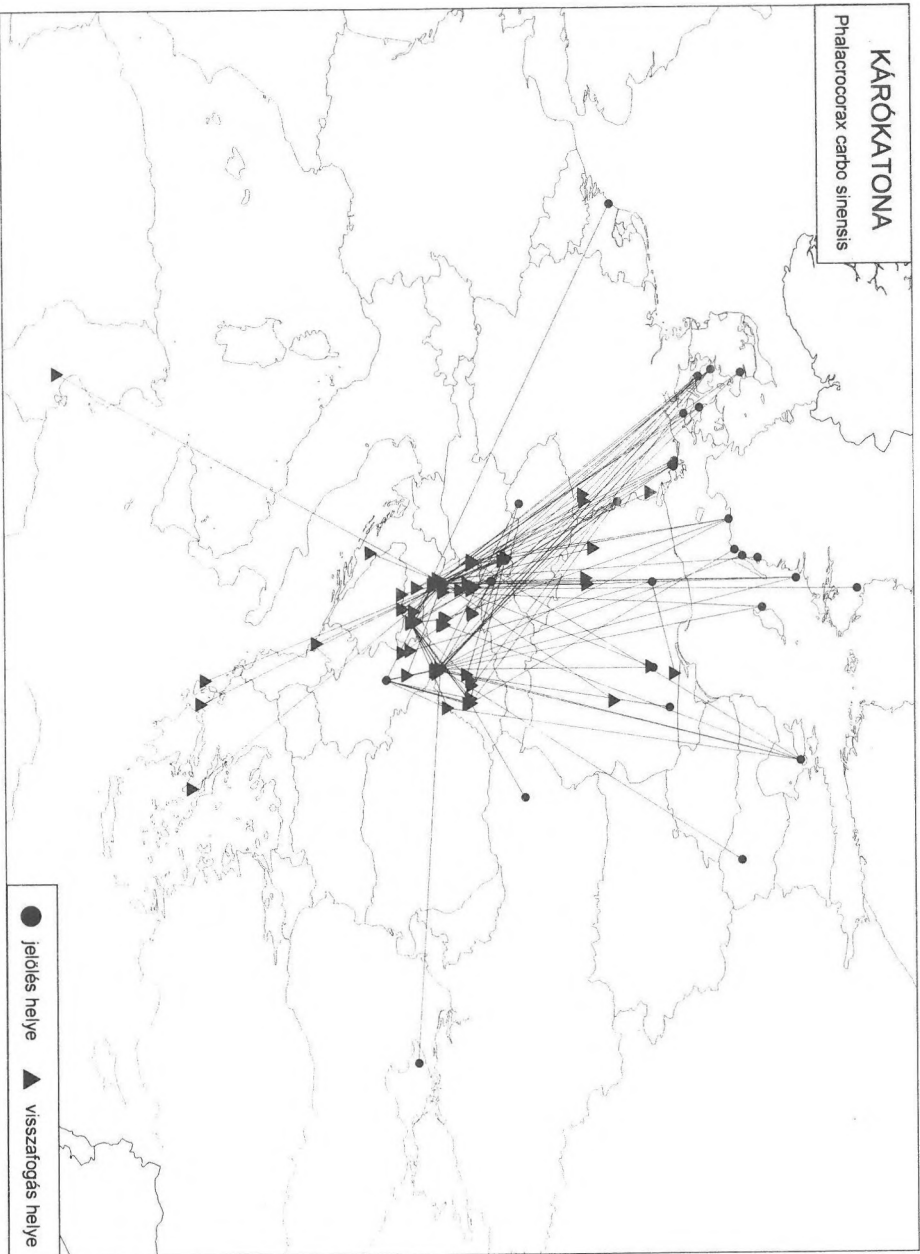 KÁRÓKATONA
Phalacrocorax carbo sinensis
jelölés helye
visszafogás helye